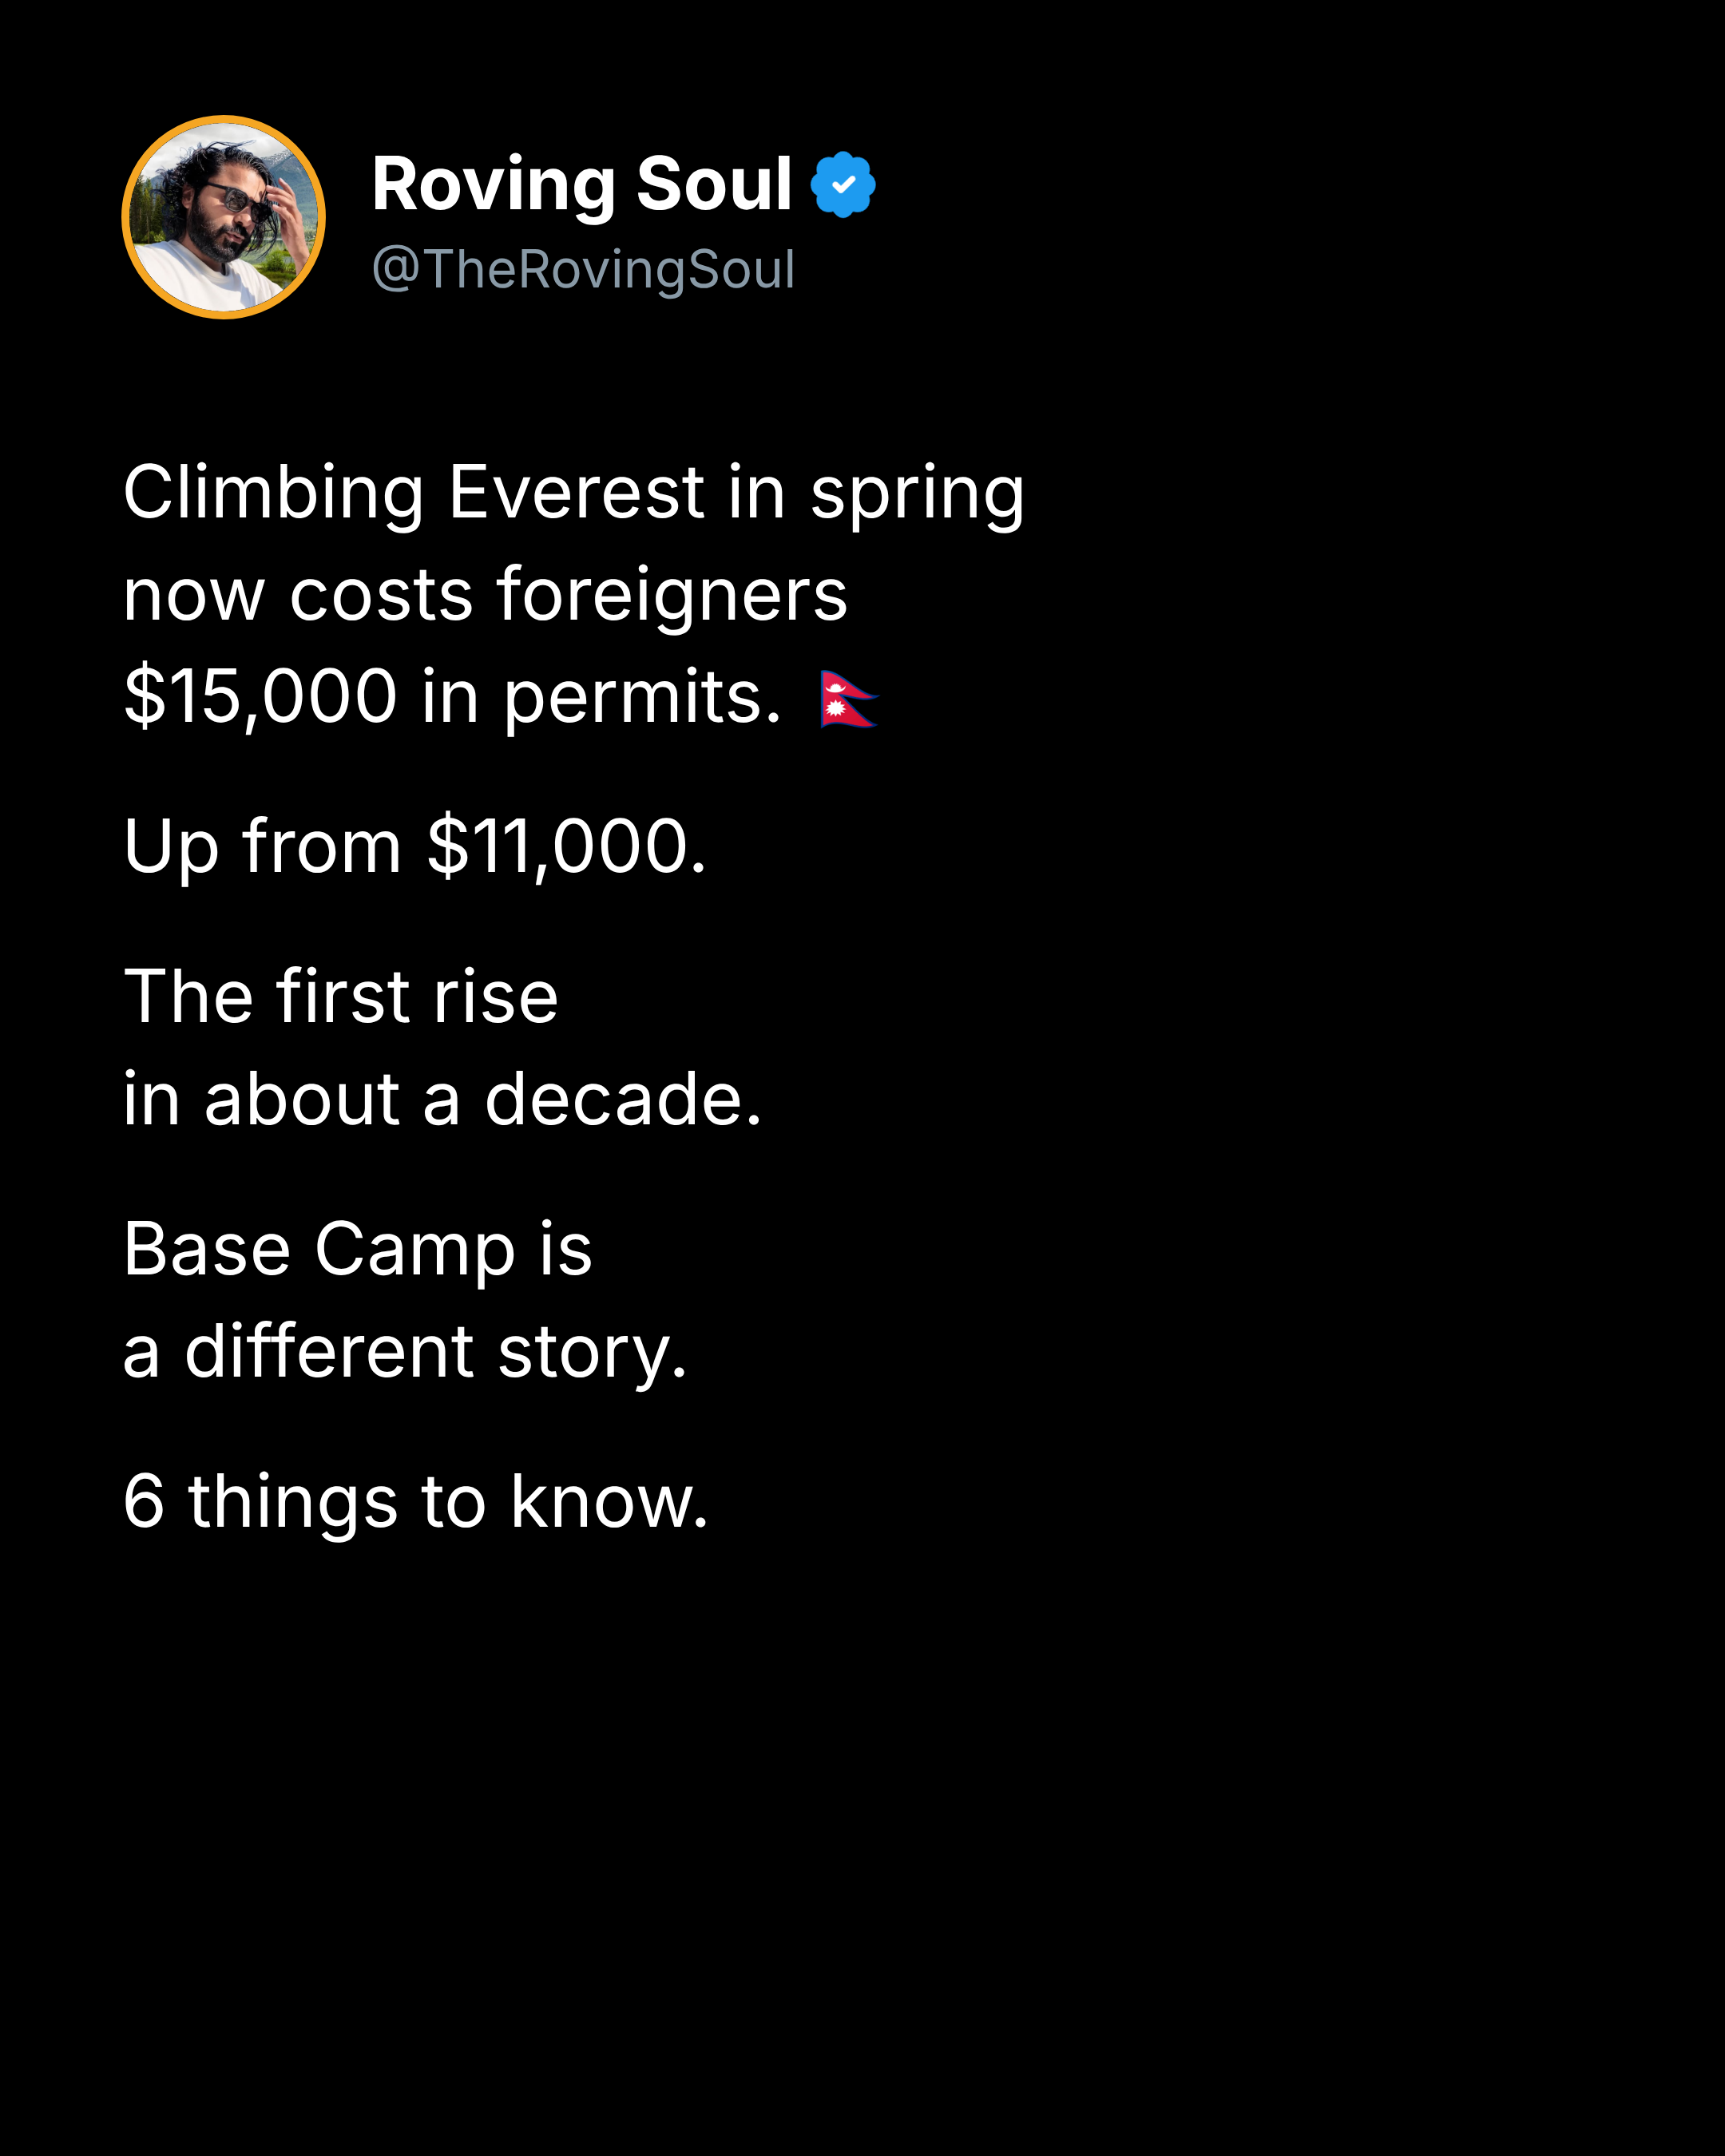 Roving Soul
@TheRovingSoul
Climbing Everest in spring
now costs foreigners
$15,000 in permits. 🇳🇵
Up from $11,000.
The first rise
in about a decade.
Base Camp is
a different story.
6 things to know.